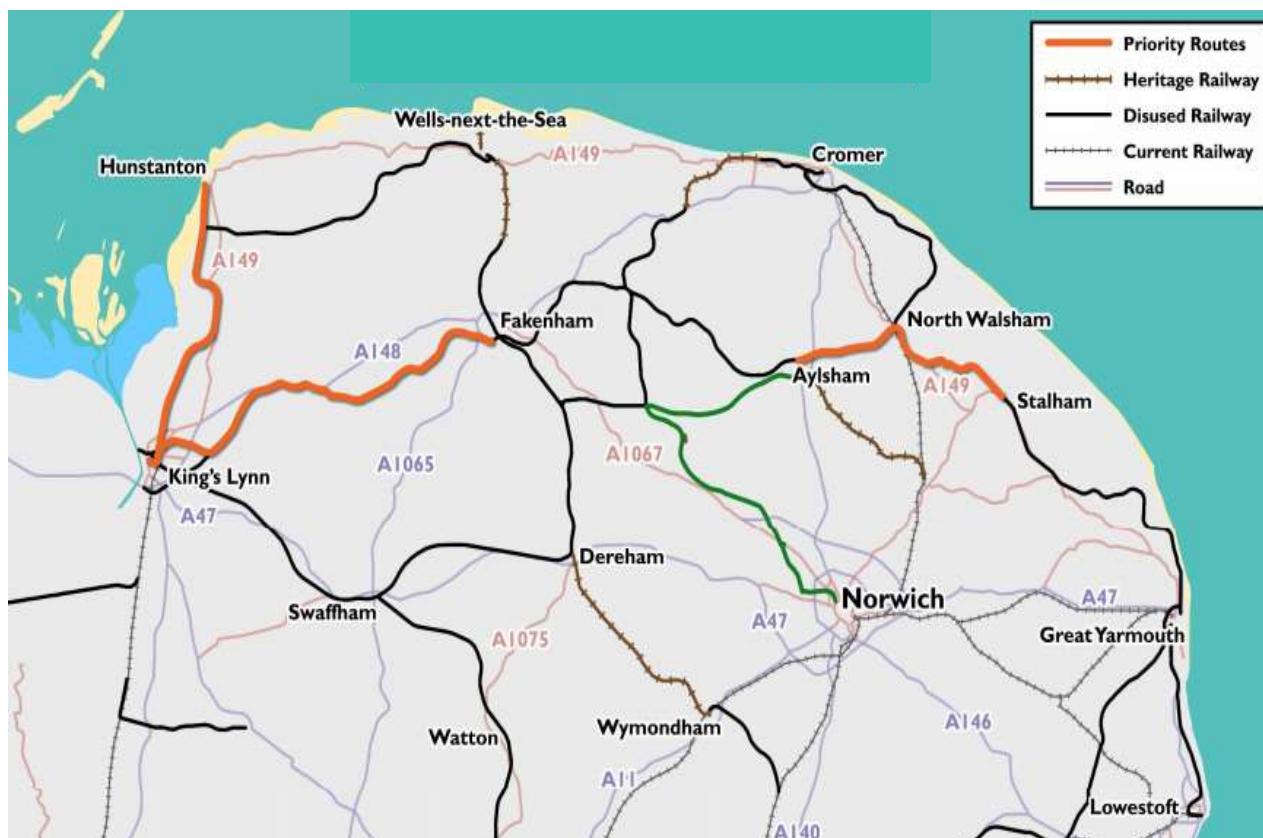 Priority Routes
Heritage Railway
Disused Railway
Current Railway
Road
Wells-next-the-Sea
Hunstanton
A149
Cromer
A149
Fakenham
North Walsham
A148
Aylsham
A149
Stalham
King's Lynn
A1065
A1067
A47
Dereham
Swaffham
Norwich
A47
A47
Great Yarmouth
A1075
Watton
Wymondham
A146
A11
Lowestoft
A140